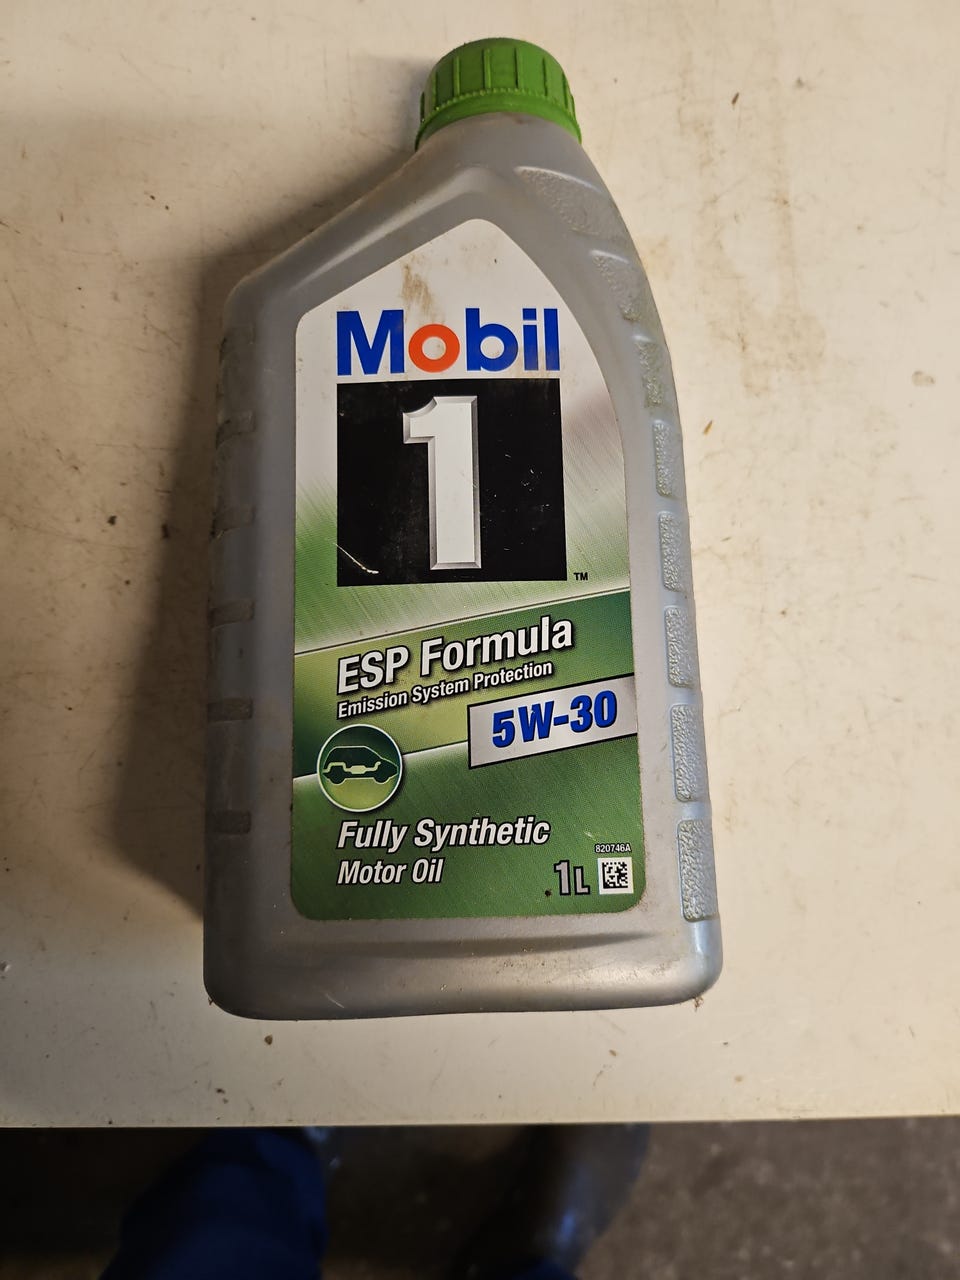 Mobil
1
TM
ESP Formula
Emission System Protection
5W-30
Fully Synthetic
Motor Oil
820746A
1L